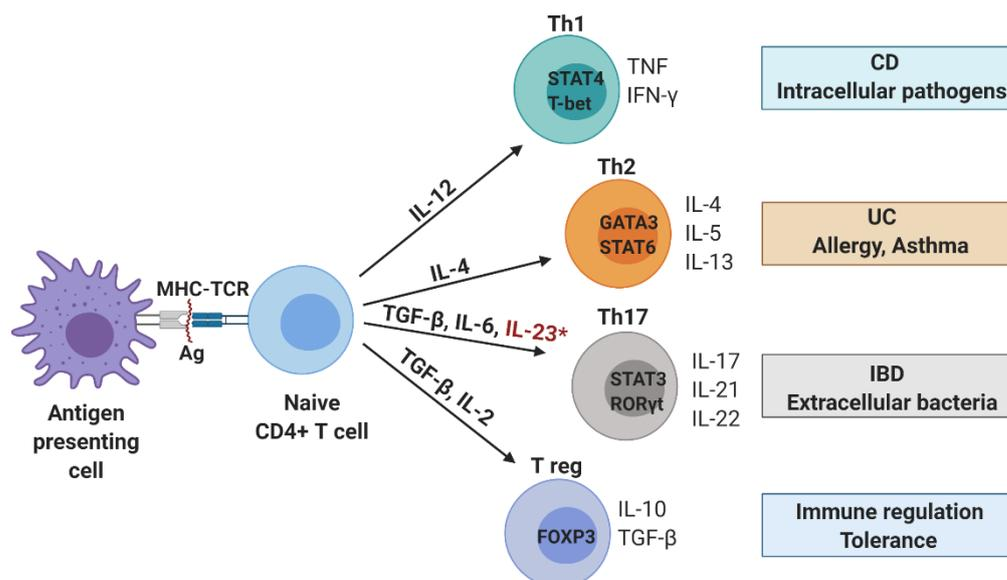 Th1
STAT4
T-bet
TNF
IFN-γ
CD
Intracellular pathogens
IL-12
Th2
GATA3
STAT6
IL-4
IL-5
IL-13
UC
Allergy, Asthma
IL-4
MHC-TCR
Ag
TGF-β, IL-6, IL-23*
Th17
STAT3
RORγt
IL-17
IL-21
IL-22
IBD
Extracellular bacteria
Antigen
presenting
cell
Naive
CD4+ T cell
TGF-β, IL-2
T reg
FOXP3
IL-10
TGF-β
Immune regulation
Tolerance